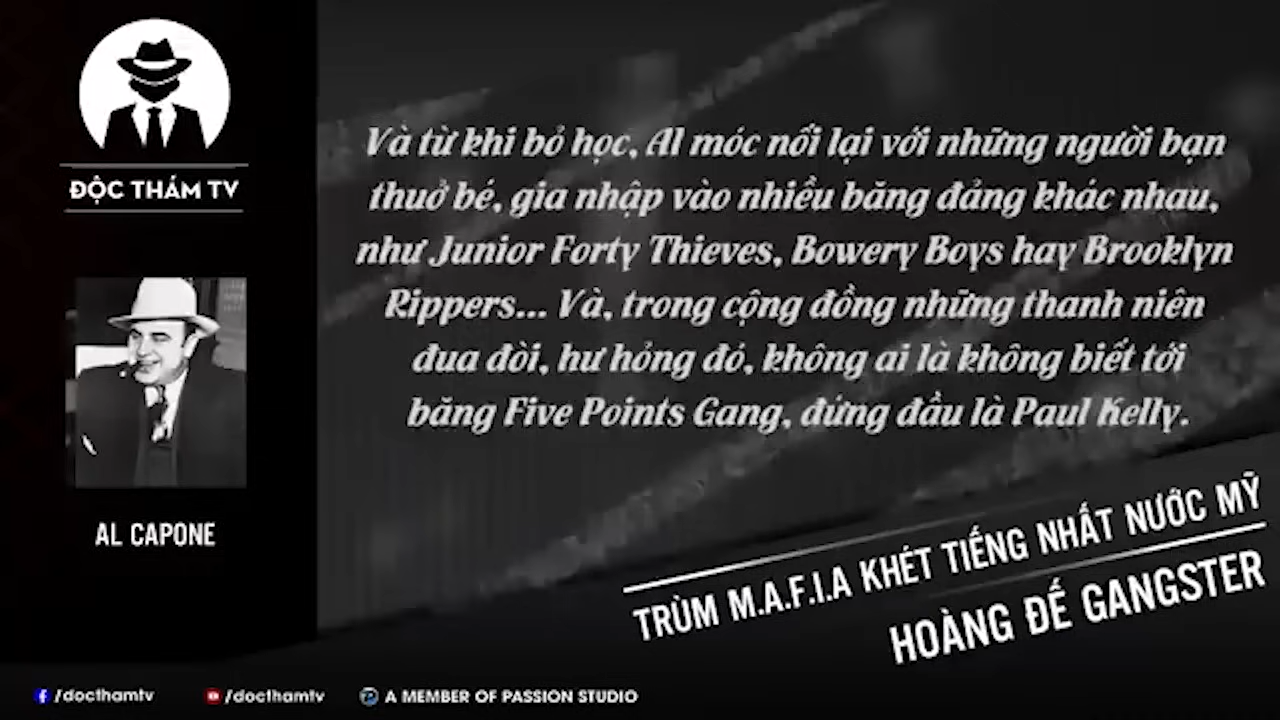 ĐỘC THÁM TV
AL CAPONE
Và từ khi bỏ học, Al móc nối lại với những người bạn
thuở bé, gia nhập vào nhiều băng đảng khác nhau,
như Junior Forty Thieves, Bowery Boys hay Brooklyn
Rippers... Và, trong cộng đồng những thanh niên
đua đòi, hư hỏng đó, không ai là không biết tới
băng Five Points Gang, đứng đầu là Paul Kelly.
TRÙM M.A.F.I.A KHÉT TIẾNG NHẤT NƯỚC MỸ
HOÀNG ĐẾ GANGSTER
/docthamtv /docthamtv A MEMBER OF PASSION STUDIO